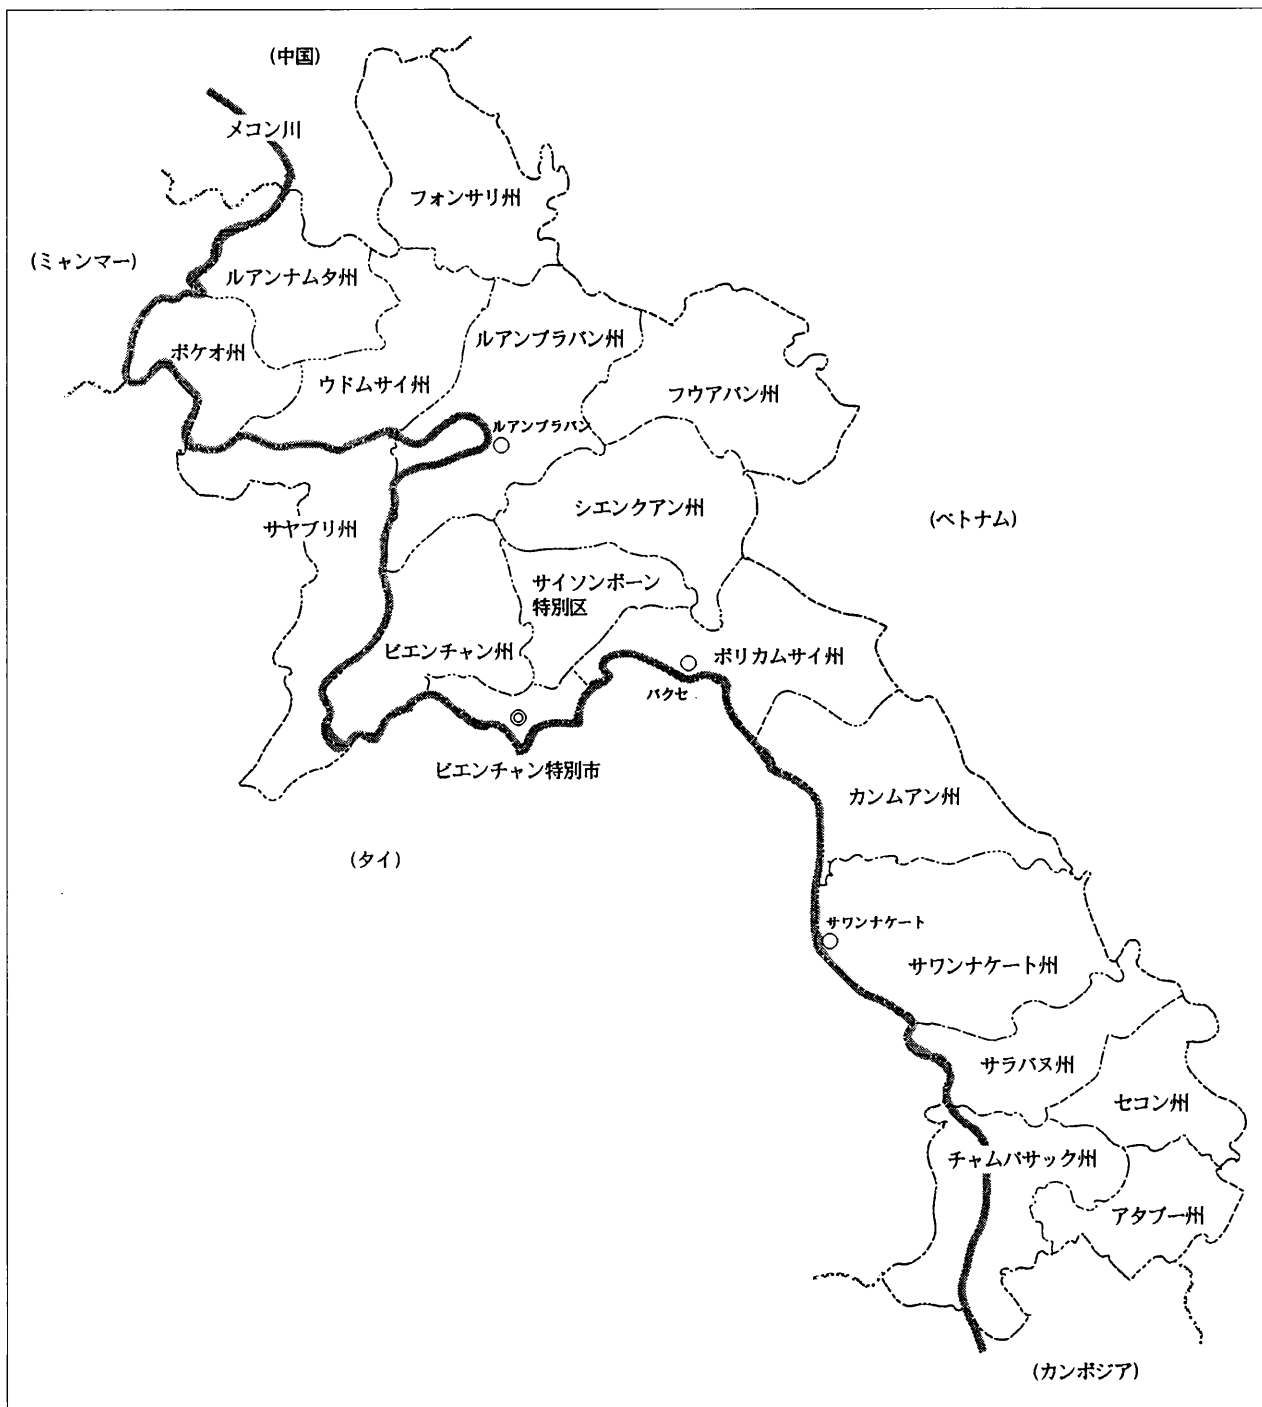 (中国)
メコン川
フォンサリ州
(ミャンマー)
ルアンナムタ州
ルアンプラバン州
ボケオ州
ウドムサイ州
フウアパン州
ルアンプラバン
シエンクアン州
(ベトナム)
サヤブリ州
サイソンボーン
特別区
ビエンチャン州
ボリカムサイ州
パクセ
ビエンチャン特別市
カンムアン州
(タイ)
サワンナケート
サワンナケート州
サラバヌ州
セコン州
チャムパサック州
アタプー州
(カンボジア)